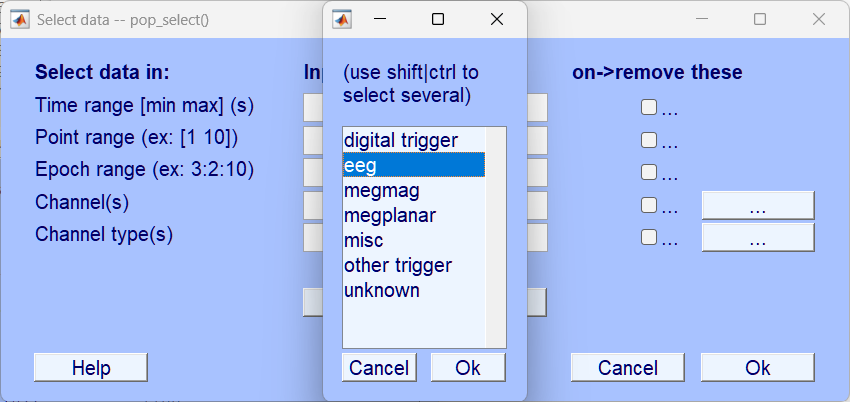 Select data -- pop_select()
Select data in:
on->remove these
Time range [min max] (s)
...
Point range (ex: [1 10])
...
Epoch range (ex: 3:2:10)
...
Channel(s)
... ...
Channel type(s)
... ...
Help
Cancel Ok
(use shift|ctrl to
select several)
digital trigger
eeg
megmag
megplanar
misc
other trigger
unknown
Cancel Ok